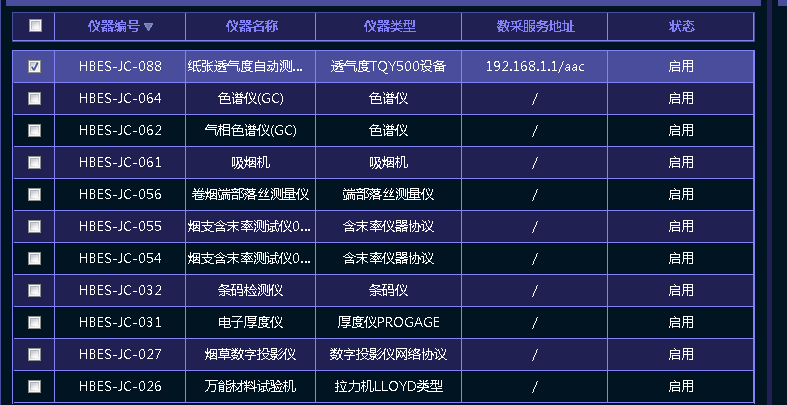 仪器编号 仪器名称 仪器类型 数采服务地址 状态
HBES-JC-088 纸张透气度自动测... 透气度TQY500设备 192.168.1.1/aac 启用
HBES-JC-064 色谱仪(GC) 色谱仪 / 启用
HBES-JC-062 气相色谱仪(GC) 色谱仪 / 启用
HBES-JC-061 吸烟机 吸烟机 / 启用
HBES-JC-056 卷烟端部落丝测量仪 端部落丝测量仪 / 启用
HBES-JC-055 烟支含末率测试仪0... 含末率仪器协议 / 启用
HBES-JC-054 烟支含末率测试仪0... 含末率仪器协议 / 启用
HBES-JC-032 条码检测仪 条码仪 / 启用
HBES-JC-031 电子厚度仪 厚度仪PROGAGE / 启用
HBES-JC-027 烟草数字投影仪 数字投影仪网络协议 / 启用
HBES-JC-026 万能材料试验机 拉力机LLOYD类型 / 启用